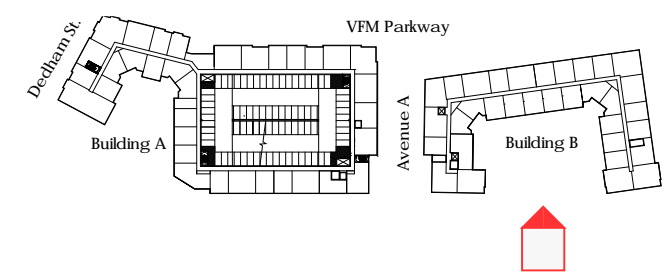 VFM Parkway
Dedham St.
Avenue A
Building A
Building B